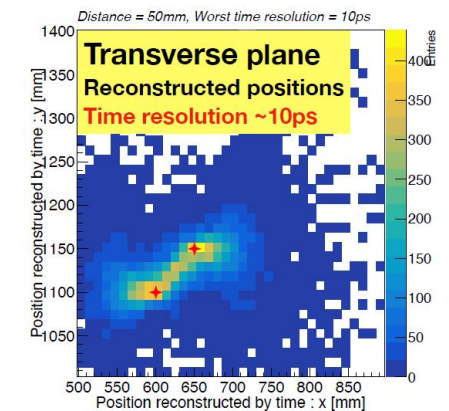 Distance = 50mm, Worst time resolution = 10ps
Transverse plane
Reconstructed positions
Time resolution ~10ps
Position reconstructed by time : y [mm]
1400
1350
1300
1250
1200
1150
1100
1050
500 550 600 650 700 750 800 850
Position reconstructed by time : x [mm]
Entries
400
350
300
250
200
150
100
50
0